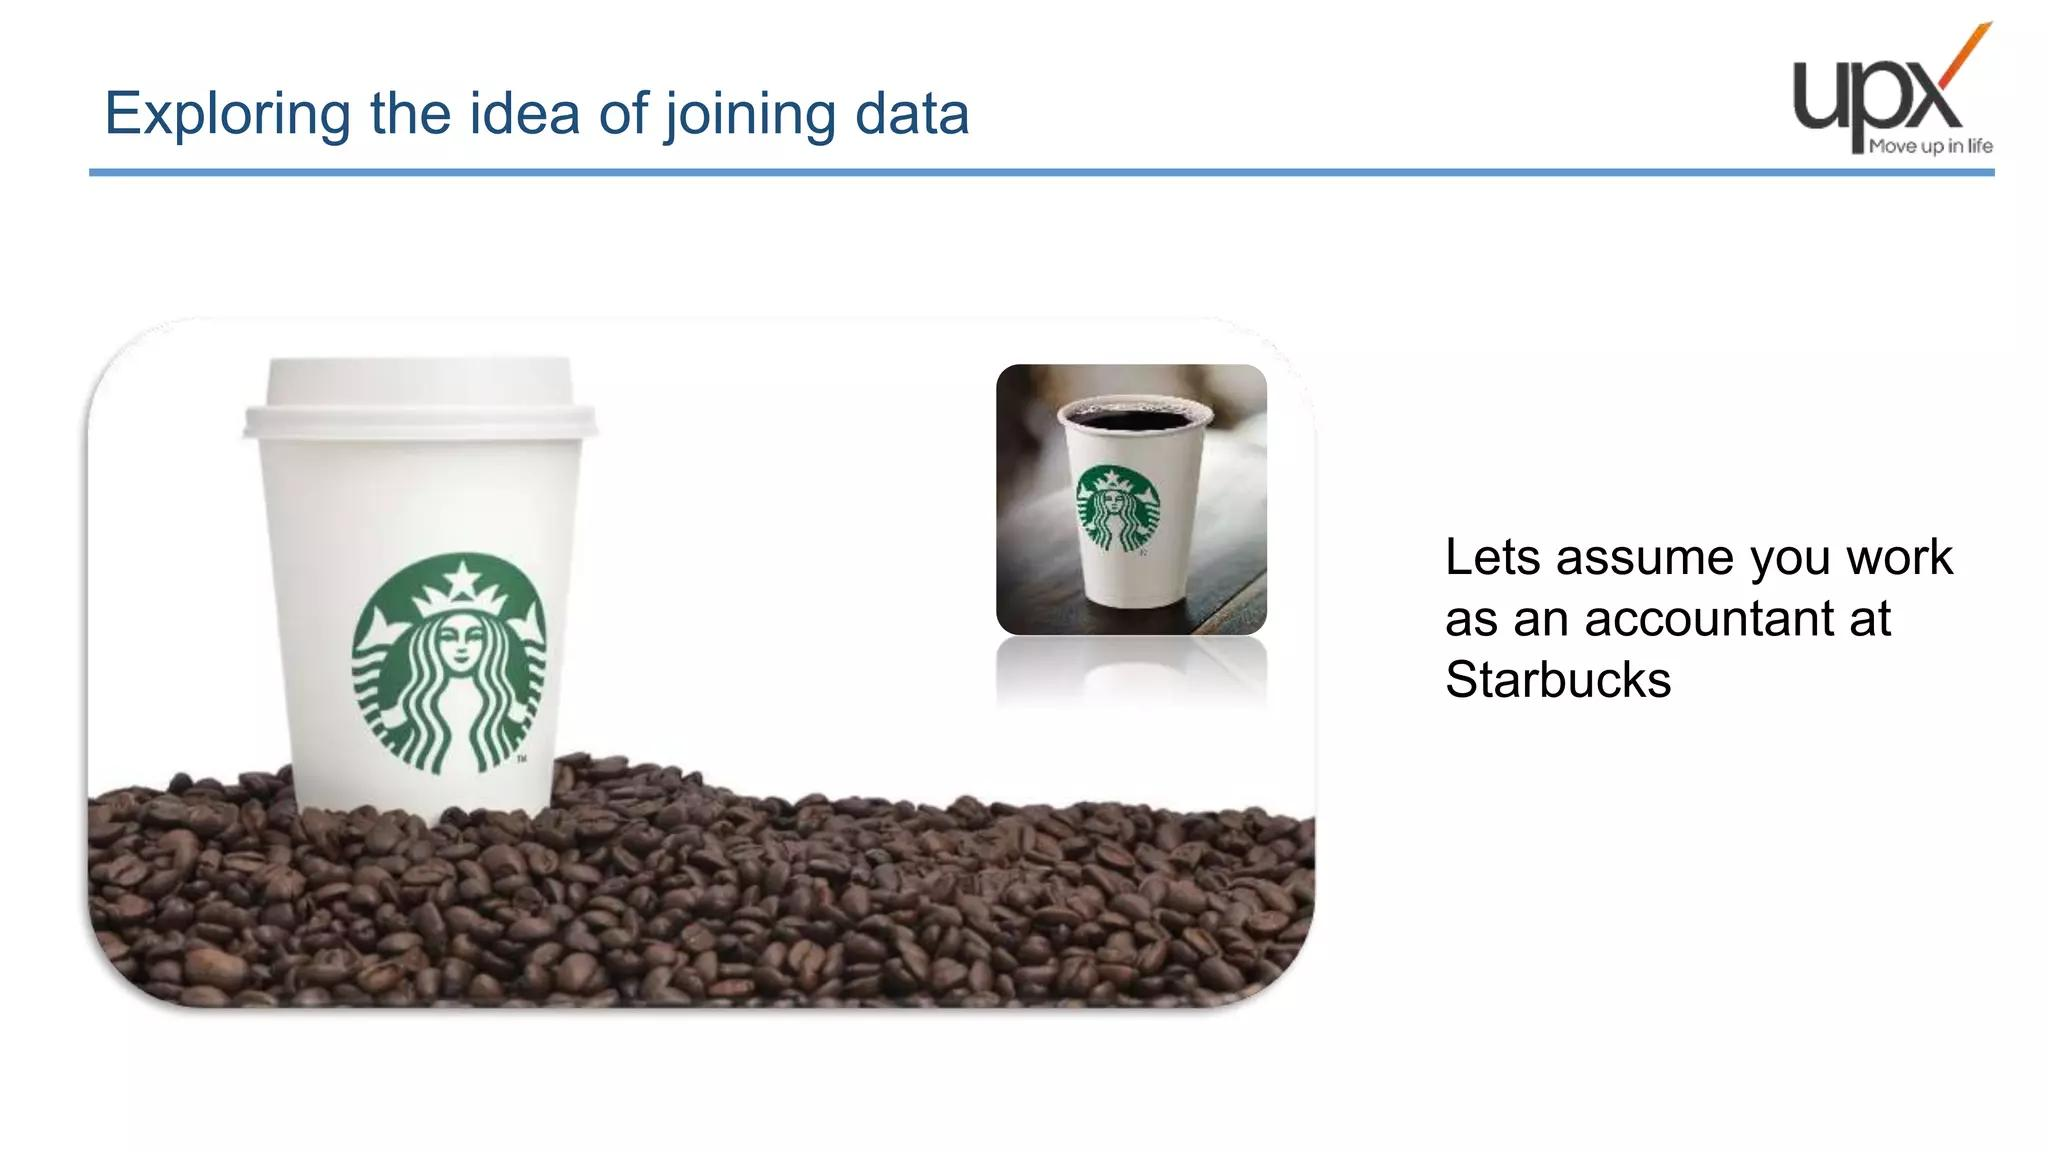 Exploring the idea of joining data
upx
Move up in life
Lets assume you work
as an accountant at
Starbucks
TM